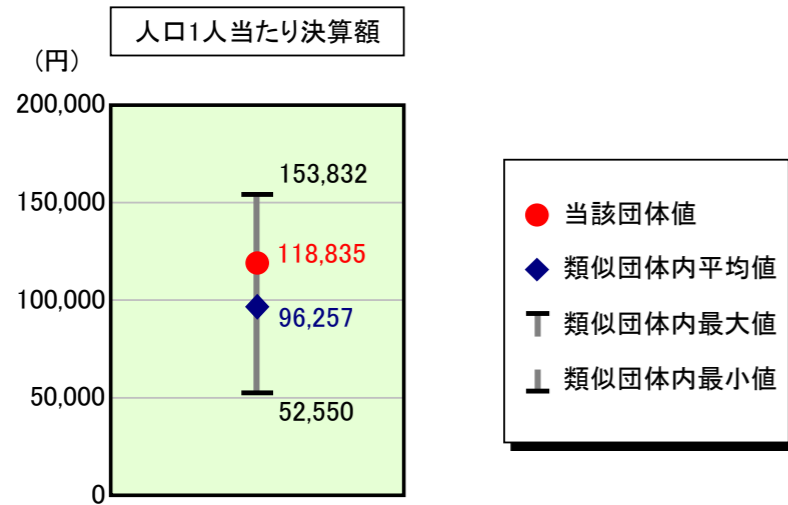 人口1人当たり決算額
(円)
200,000
150,000
100,000
50,000
0
153,832
118,835
96,257
52,550
当該団体値
類似団体内平均値
類似団体内最大値
類似団体内最小値